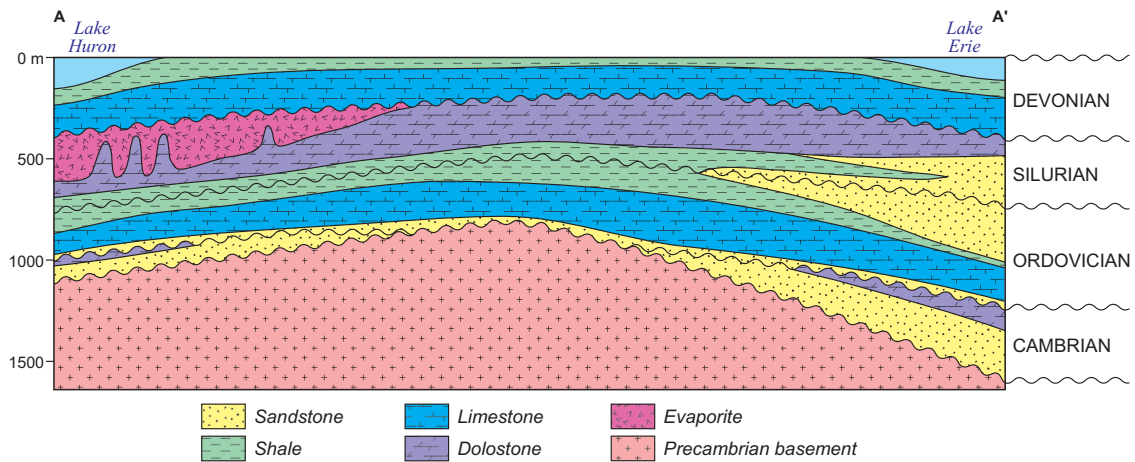 A
A'
Lake
Huron
Lake
Erie
0 m
500
1000
1500
DEVONIAN
SILURIAN
ORDOVICIAN
CAMBRIAN
Sandstone
Limestone
Evaporite
Shale
Dolostone
Precambrian basement